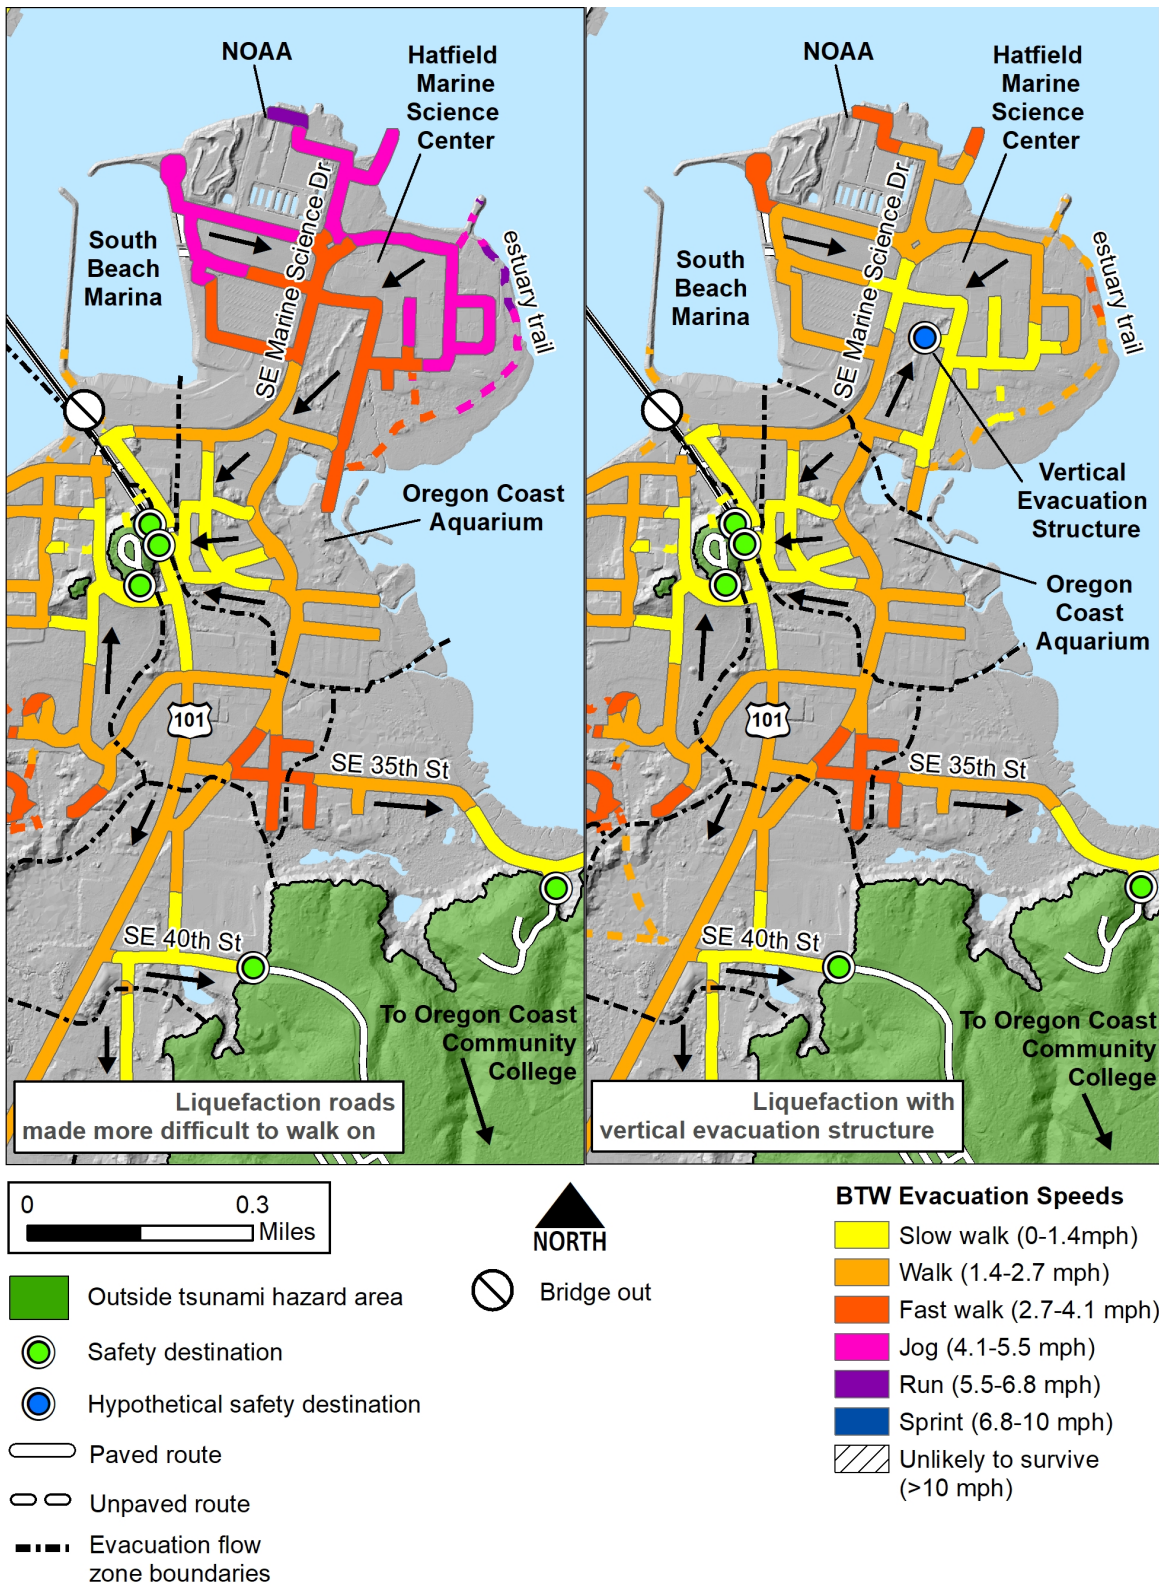 NOAA
Hatfield
Marine
Science
Center
SE Marine Science Dr
South
Beach
Marina
estuary trail
Oregon Coast
Aquarium
101
SE 35th St
SE 40th St
To Oregon Coast
Community
College
Liquefaction roads
made more difficult to walk on
NOAA
Hatfield
Marine
Science
Center
SE Marine Science Dr
South
Beach
Marina
estuary trail
Vertical
Evacuation
Structure
Oregon
Coast
Aquarium
101
SE 35th St
SE 40th St
To Oregon Coast
Community
College
Liquefaction with
vertical evacuation structure
0 0.3
Miles
Outside tsunami hazard area
Safety destination
Hypothetical safety destination
Paved route
Unpaved route
Evacuation flow
zone boundaries
NORTH
Bridge out
BTW Evacuation Speeds
Slow walk (0-1.4mph)
Walk (1.4-2.7 mph)
Fast walk (2.7-4.1 mph)
Jog (4.1-5.5 mph)
Run (5.5-6.8 mph)
Sprint (6.8-10 mph)
Unlikely to survive
(>10 mph)